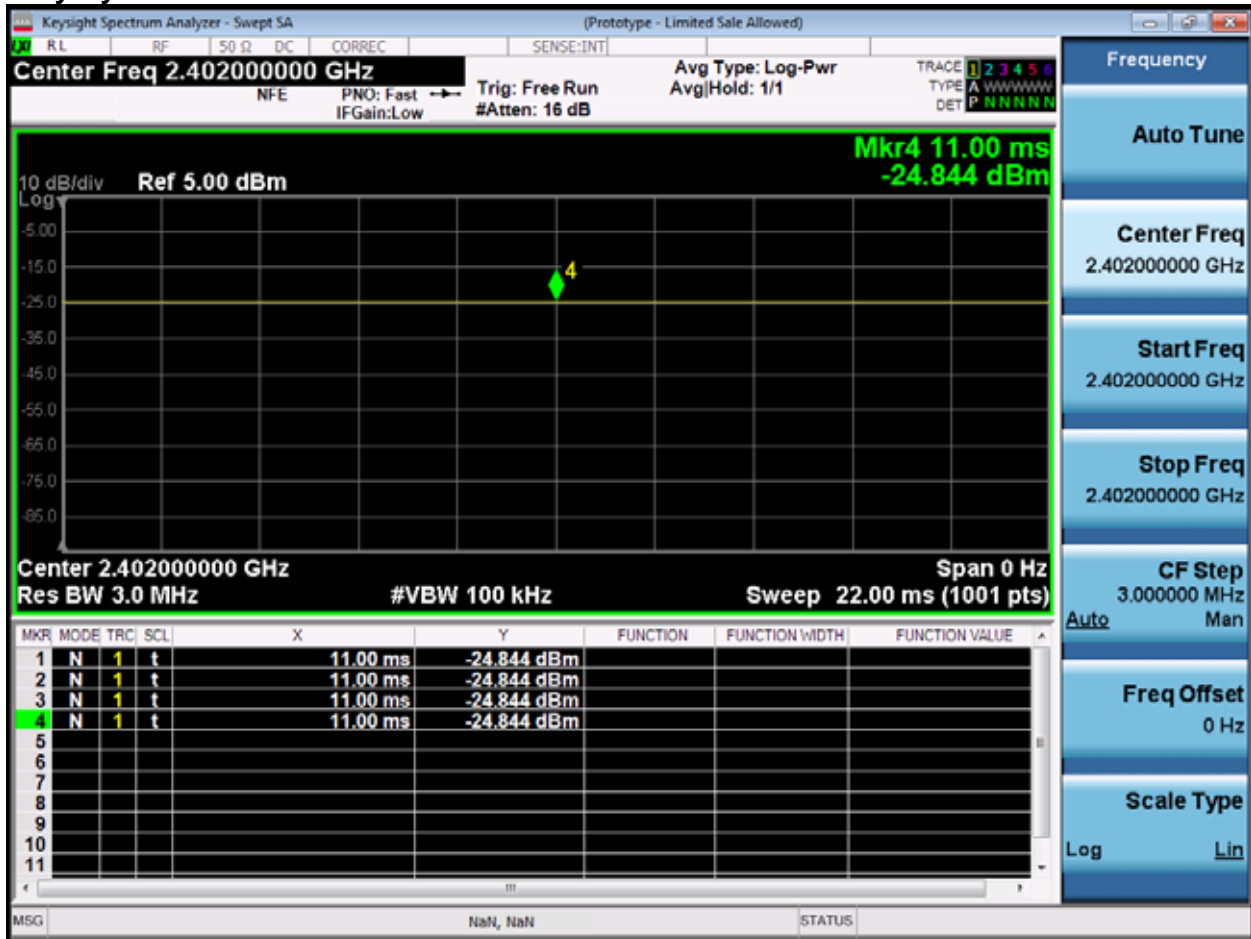 Keysight Spectrum Analyzer - Swept SA (Prototype - Limited Sale Allowed)
RL RF 50 Ω DC CORREC SENSE:INT
Center Freq 2.402000000 GHz
NFE PNO: Fast Trig: Free Run Avg Type: Log-Pwr TRACE 1 2 3 4 5 6
IFGain:Low #Atten: 16 dB Avg|Hold: 1/1 TYPE A WWWWW
DET P N N N N N
Mkr4 11.00 ms
-24.844 dBm
10 dB/div Ref 5.00 dBm
Log
-5.00
4
-15.0
-25.0
-35.0
-45.0
-55.0
-65.0
-75.0
-85.0
Center 2.402000000 GHz Span 0 Hz
Res BW 3.0 MHz #VBW 100 kHz Sweep 22.00 ms (1001 pts)
MKR MODE TRC SCL X Y FUNCTION FUNCTION WIDTH FUNCTION VALUE
1 N 1 t 11.00 ms -24.844 dBm
2 N 1 t 11.00 ms -24.844 dBm
3 N 1 t 11.00 ms -24.844 dBm
4 N 1 t 11.00 ms -24.844 dBm
5
6
7
8
9
10
11
MSG NaN, NaN STATUS
Frequency
Auto Tune
Center Freq
2.402000000 GHz
Start Freq
2.402000000 GHz
Stop Freq
2.402000000 GHz
CF Step
3.000000 MHz
Auto Man
Freq Offset
0 Hz
Scale Type
Log Lin